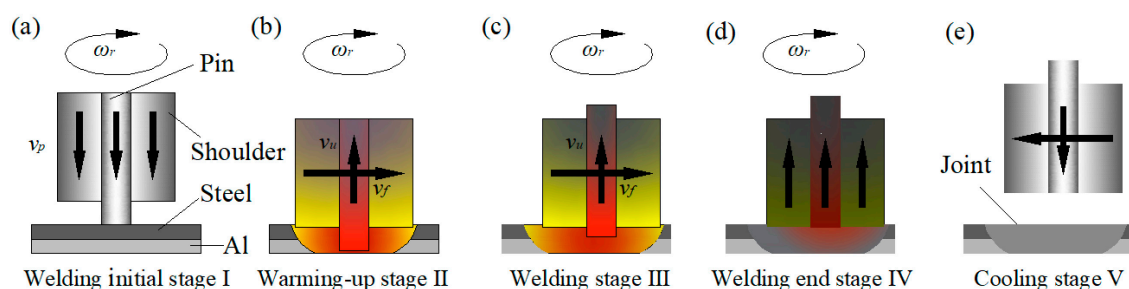 (a)
ωr
Pin
vp
Shoulder
Steel
Al
Welding initial stage I
(b)
ωr
vu
vf
Warming-up stage II
(c)
ωr
vu
vf
Welding stage III
(d)
ωr
Welding end stage IV
(e)
Joint
Cooling stage V